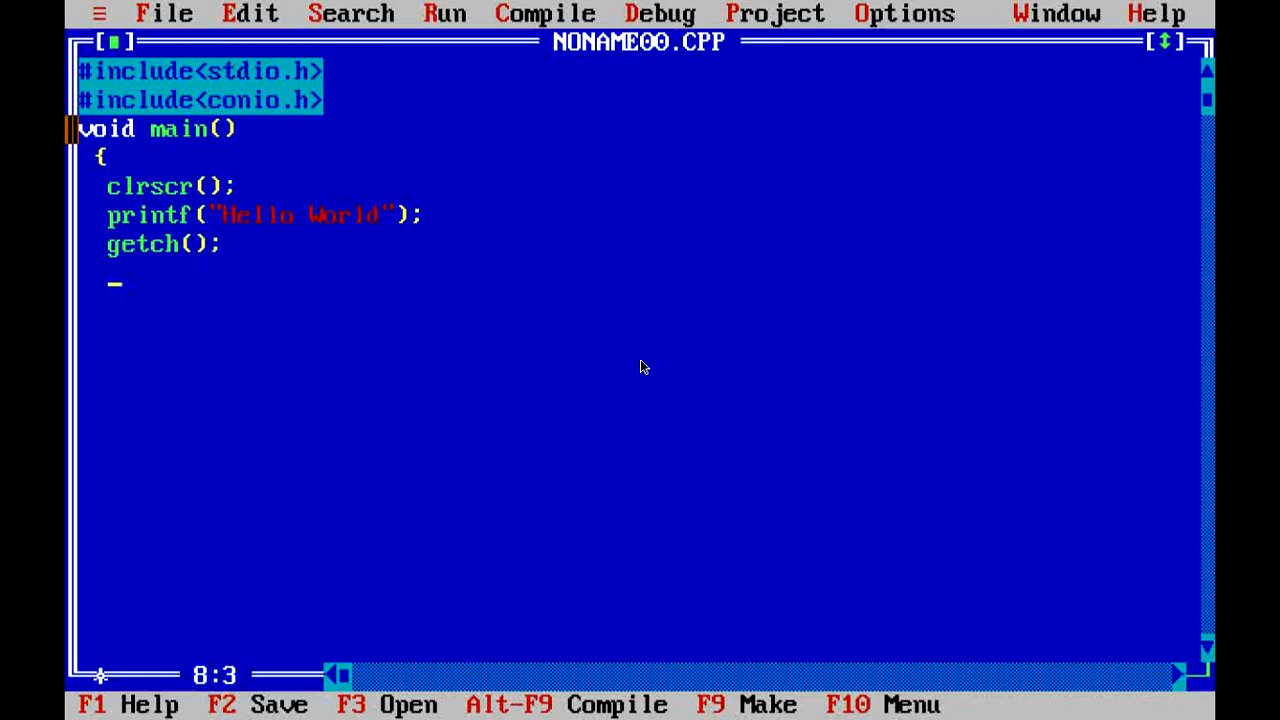 ≡ File Edit Search Run Compile Debug Project Options Window Help
[■] NONAME00.CPP [↕]
#include<stdio.h>
#include<conio.h>
void main()
{
clrscr();
printf("Hello World");
getch();
8:3
F1 Help F2 Save F3 Open Alt-F9 Compile F9 Make F10 Menu